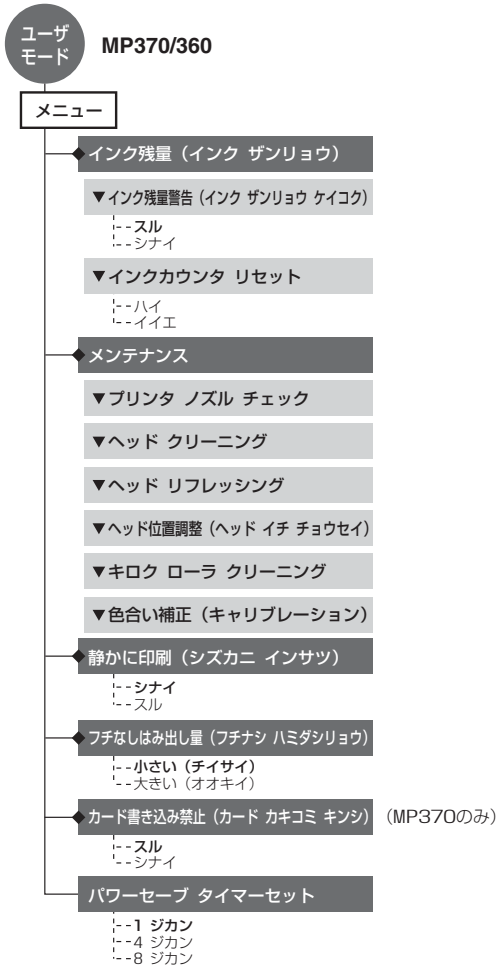 ユーザ
モード
MP370/360
メニュー
インク残量（インク ザンリョウ）
▼インク残量警告（インク ザンリョウ ケイコク）
スル
シナイ
▼インクカウンタ リセット
ハイ
イイエ
メンテナンス
▼プリンタ ノズル チェック
▼ヘッド クリーニング
▼ヘッド リフレッシング
▼ヘッド位置調整（ヘッド イチ チョウセイ）
▼キロク ローラ クリーニング
▼色合い補正（キャリブレーション）
静かに印刷（シズカニ インサツ）
シナイ
スル
フチなしはみ出し量（フチナシ ハミダシリョウ）
小さい（チイサイ）
大きい（オオキイ）
カード書き込み禁止（カード カキコミ キンシ）（MP370のみ）
スル
シナイ
パワーセーブ タイマーセット
1 ジカン
4 ジカン
8 ジカン